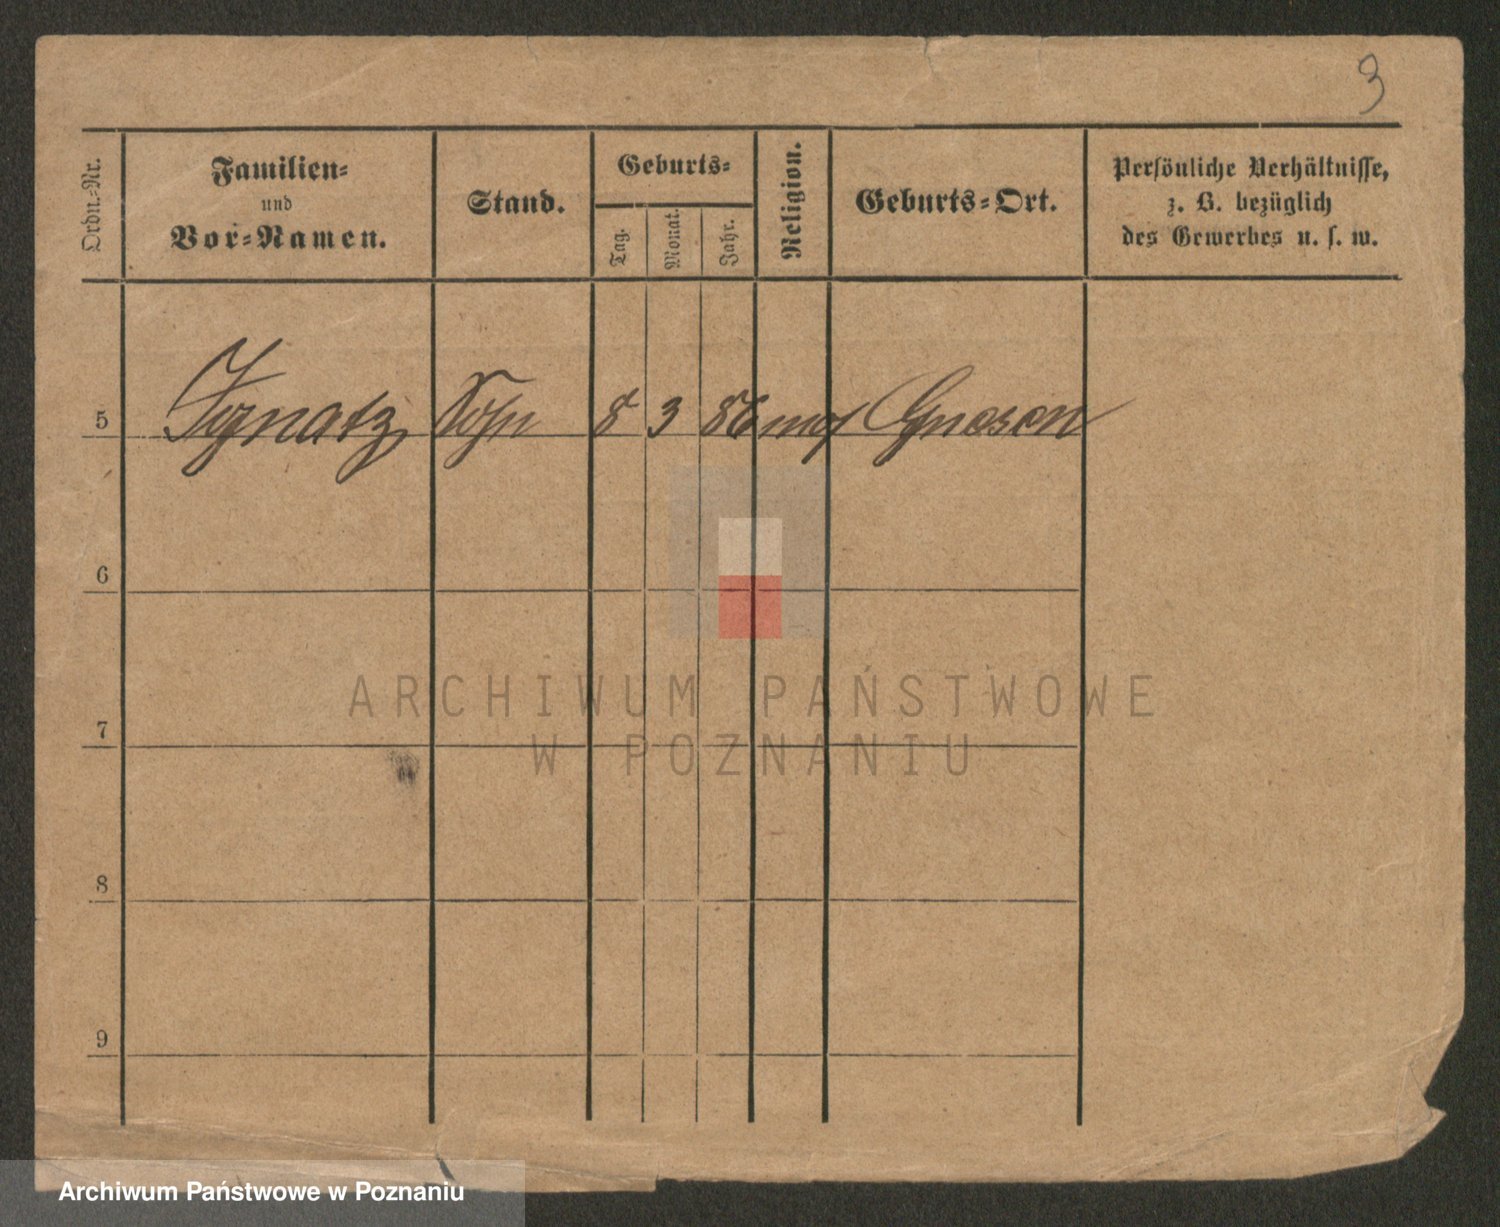 3
Ordn.-Nr.
Familien-
und
Vor-Namen.
Stand.
Geburts-
Tag.
Monat.
Jahr.
Religion.
Geburts-Ort.
Persönliche Verhältnisse,
z. B. bezüglich
des Gewerbes u. s. w.
5 Ignatz Sohn 8 3 86 mos Gnesen
6
7
8
9
ARCHIWUM PAŃSTWOWE
W POZNANIU
Archiwum Państwowe w Poznaniu